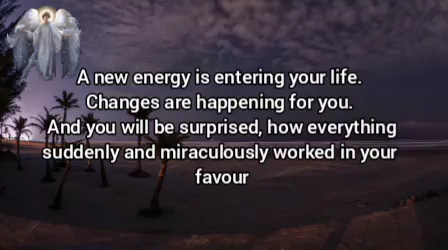 A new energy is entering your life.
Changes are happening for you.
And you will be surprised, how everything
suddenly and miraculously worked in your
favour